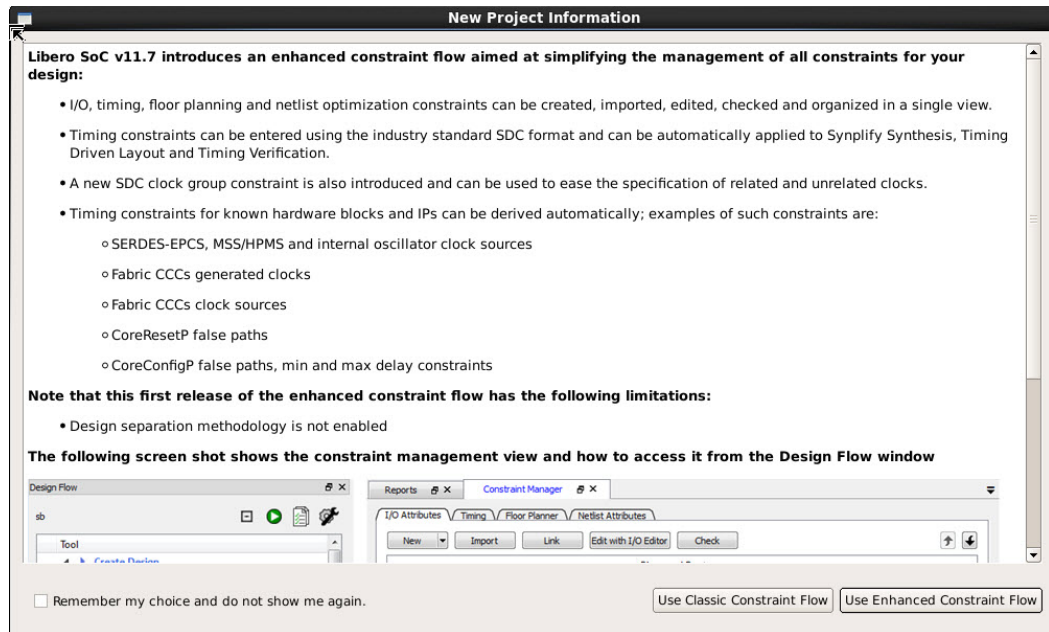 New Project Information
Libero SoC v11.7 introduces an enhanced constraint flow aimed at simplifying the management of all constraints for your
design:
• I/O, timing, floor planning and netlist optimization constraints can be created, imported, edited, checked and organized in a single view.
• Timing constraints can be entered using the industry standard SDC format and can be automatically applied to Synplify Synthesis, Timing
Driven Layout and Timing Verification.
• A new SDC clock group constraint is also introduced and can be used to ease the specification of related and unrelated clocks.
• Timing constraints for known hardware blocks and IPs can be derived automatically; examples of such constraints are:
◦ SERDES-EPCS, MSS/HPMS and internal oscillator clock sources
◦ Fabric CCCs generated clocks
◦ Fabric CCCs clock sources
◦ CoreResetP false paths
◦ CoreConfigP false paths, min and max delay constraints
Note that this first release of the enhanced constraint flow has the following limitations:
• Design separation methodology is not enabled
The following screen shot shows the constraint management view and how to access it from the Design Flow window
Design Flow
Reports Constraint Manager
sb
I/O Attributes Timing Floor Planner Netlist Attributes
Tool
New Import Link Edit with I/O Editor Check
Create Design
Remember my choice and do not show me again.
Use Classic Constraint Flow Use Enhanced Constraint Flow